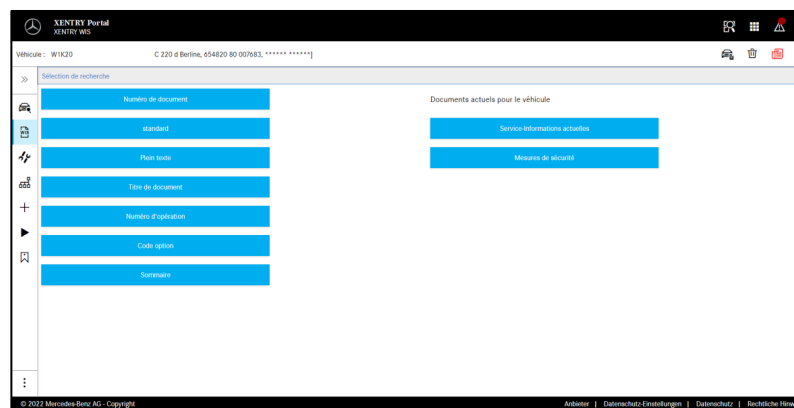 XENTRY Portal
XENTRY WIS
Véhicule : W1K20 C 220 d Berline, 654820 80 007683, ****** ******]
Sélection de recherche
Numéro de document
standard
Plein texte
Titre de document
Numéro d'opération
Code option
Sommaire
Documents actuels pour le véhicule
Service-Informations actuelles
Mesures de sécurité
WIS
© 2022 Mercedes-Benz AG - Copyright
Anbieter | Datenschutz-Einstellungen | Datenschutz | Rechtliche Hinw